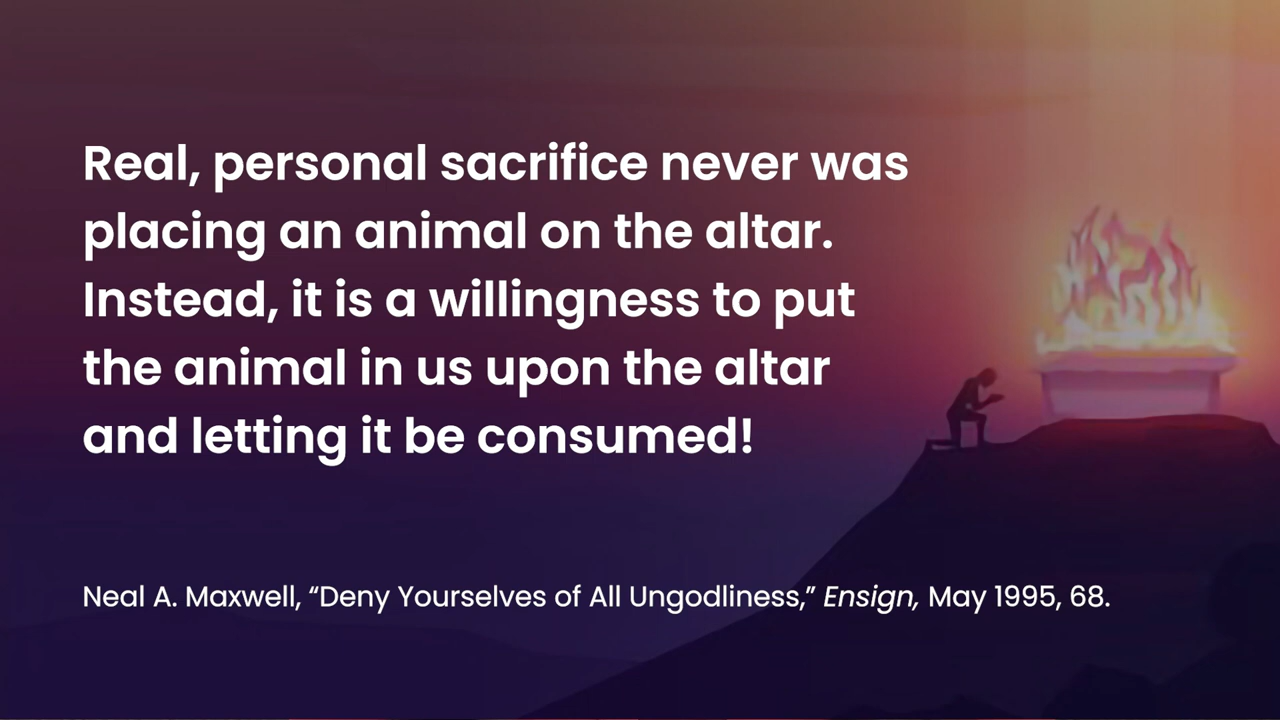 Real, personal sacrifice never was
placing an animal on the altar.
Instead, it is a willingness to put
the animal in us upon the altar
and letting it be consumed!
Neal A. Maxwell, “Deny Yourselves of All Ungodliness,” Ensign, May 1995, 68.